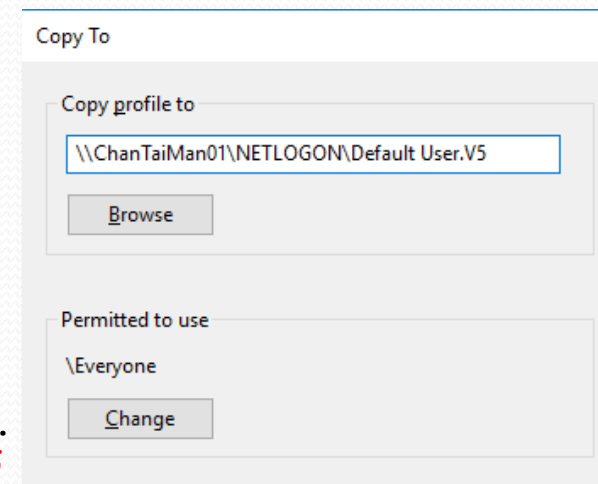 Copy To
Copy profile to
\\ChanTaiMan01\NETLOGON\Default User.V5
Browse
Permitted to use
\Everyone
Change
.